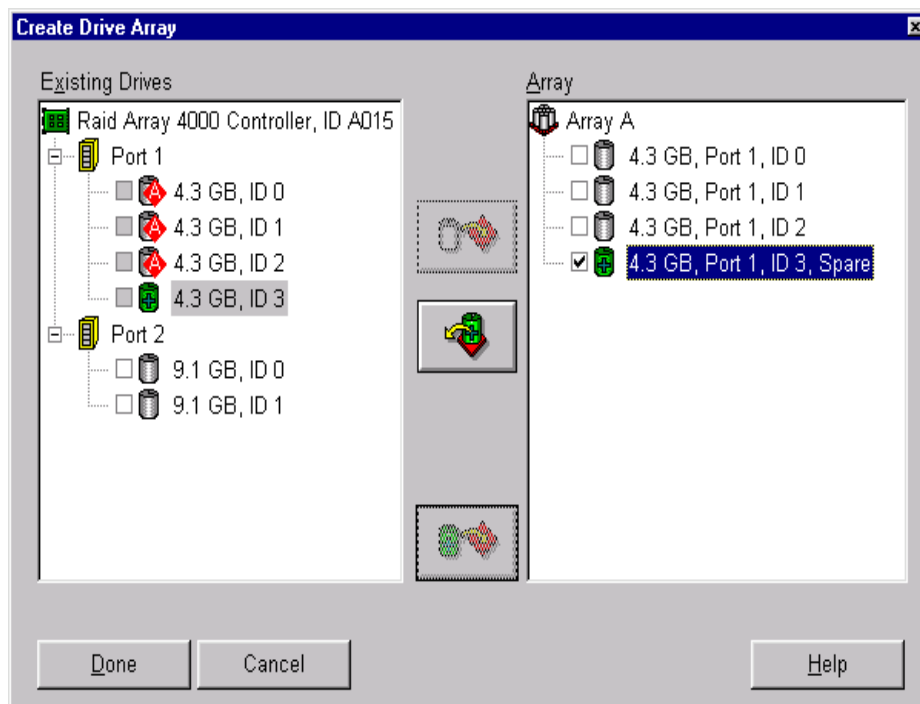 Create Drive Array
Existing Drives
Raid Array 4000 Controller, ID A015
Port 1
4.3 GB, ID 0
4.3 GB, ID 1
4.3 GB, ID 2
4.3 GB, ID 3
Port 2
9.1 GB, ID 0
9.1 GB, ID 1
Array
Array A
4.3 GB, Port 1, ID 0
4.3 GB, Port 1, ID 1
4.3 GB, Port 1, ID 2
4.3 GB, Port 1, ID 3, Spare
Done
Cancel
Help